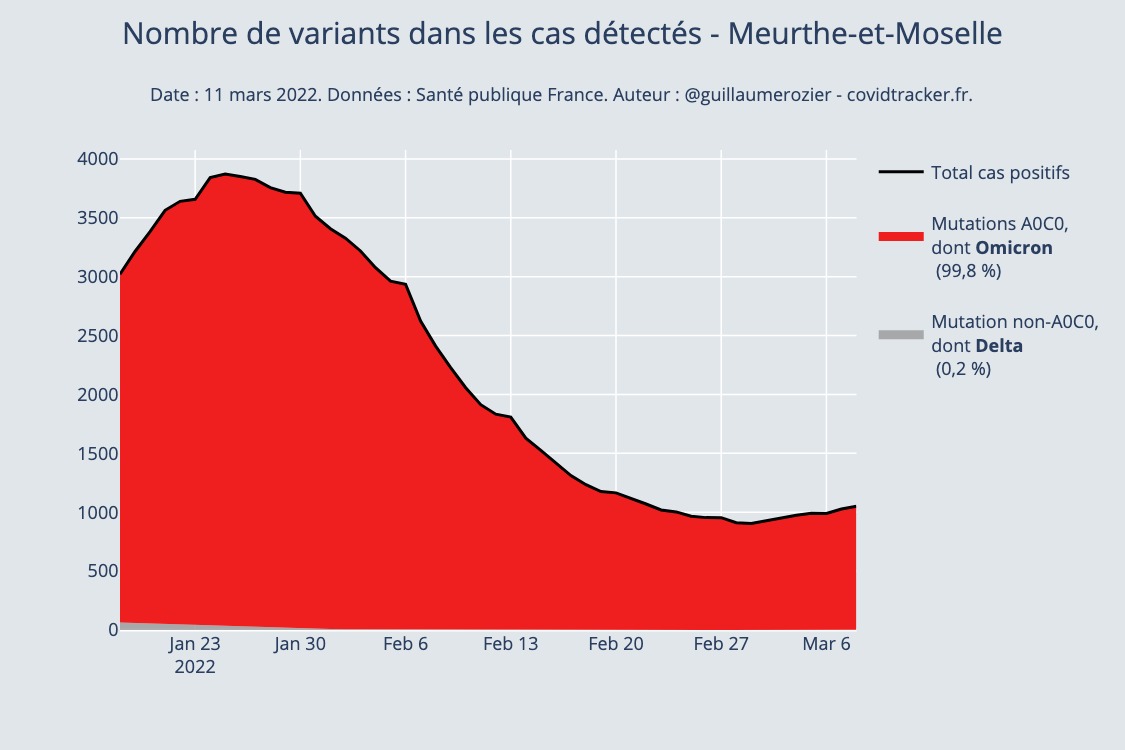 Nombre de variants dans les cas détectés - Meurthe-et-Moselle
Date : 11 mars 2022. Données : Santé publique France. Auteur : @guillaumerozier - covidtracker.fr.
4000
3500
3000
2500
2000
1500
1000
500
0
Jan 23
2022
Jan 30
Feb 6
Feb 13
Feb 20
Feb 27
Mar 6
Total cas positifs
Mutations A0C0,
dont Omicron
(99,8 %)
Mutation non-A0C0,
dont Delta
(0,2 %)